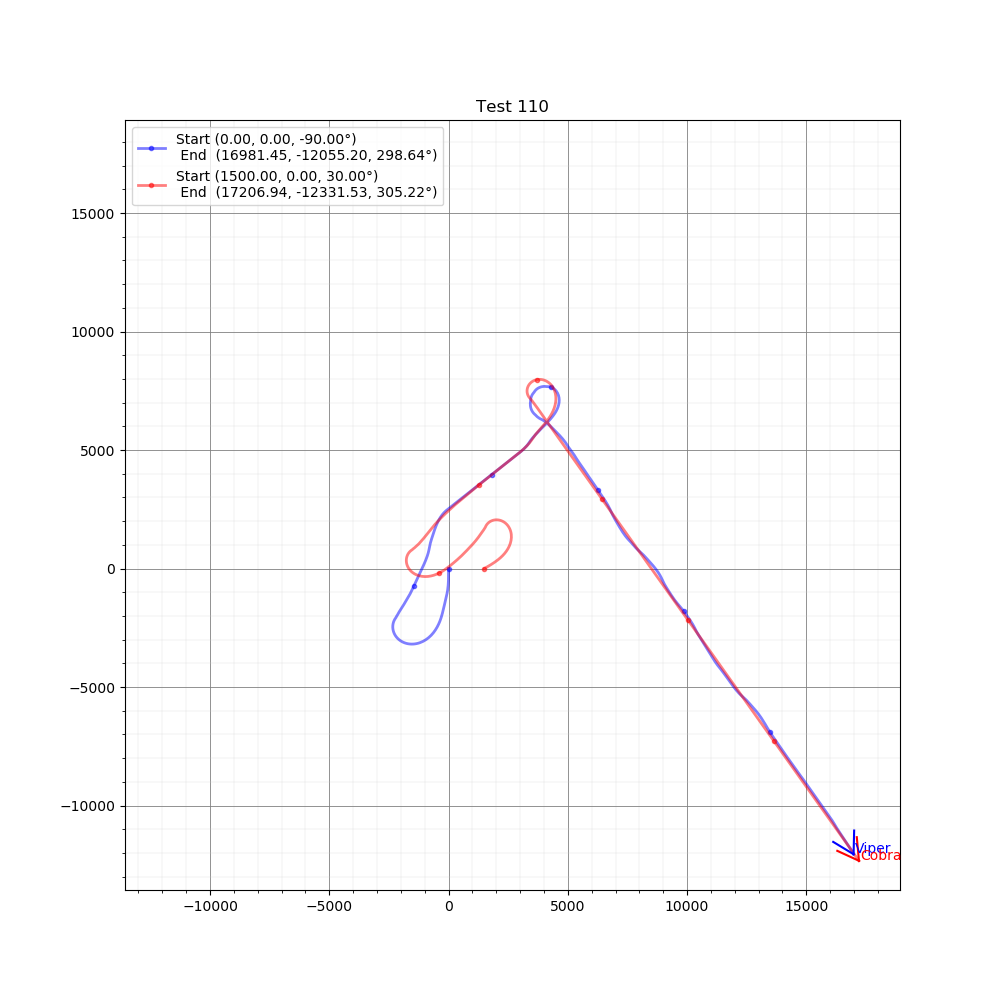 Test 110
Start (0.00, 0.00, -90.00°)
End  (16981.45, -12055.20, 298.64°)
Start (1500.00, 0.00, 30.00°)
End  (17206.94, -12331.53, 305.22°)
15000
10000
5000
0
−5000
−10000
Viper
Cobra
−10000 −5000 0 5000 10000 15000